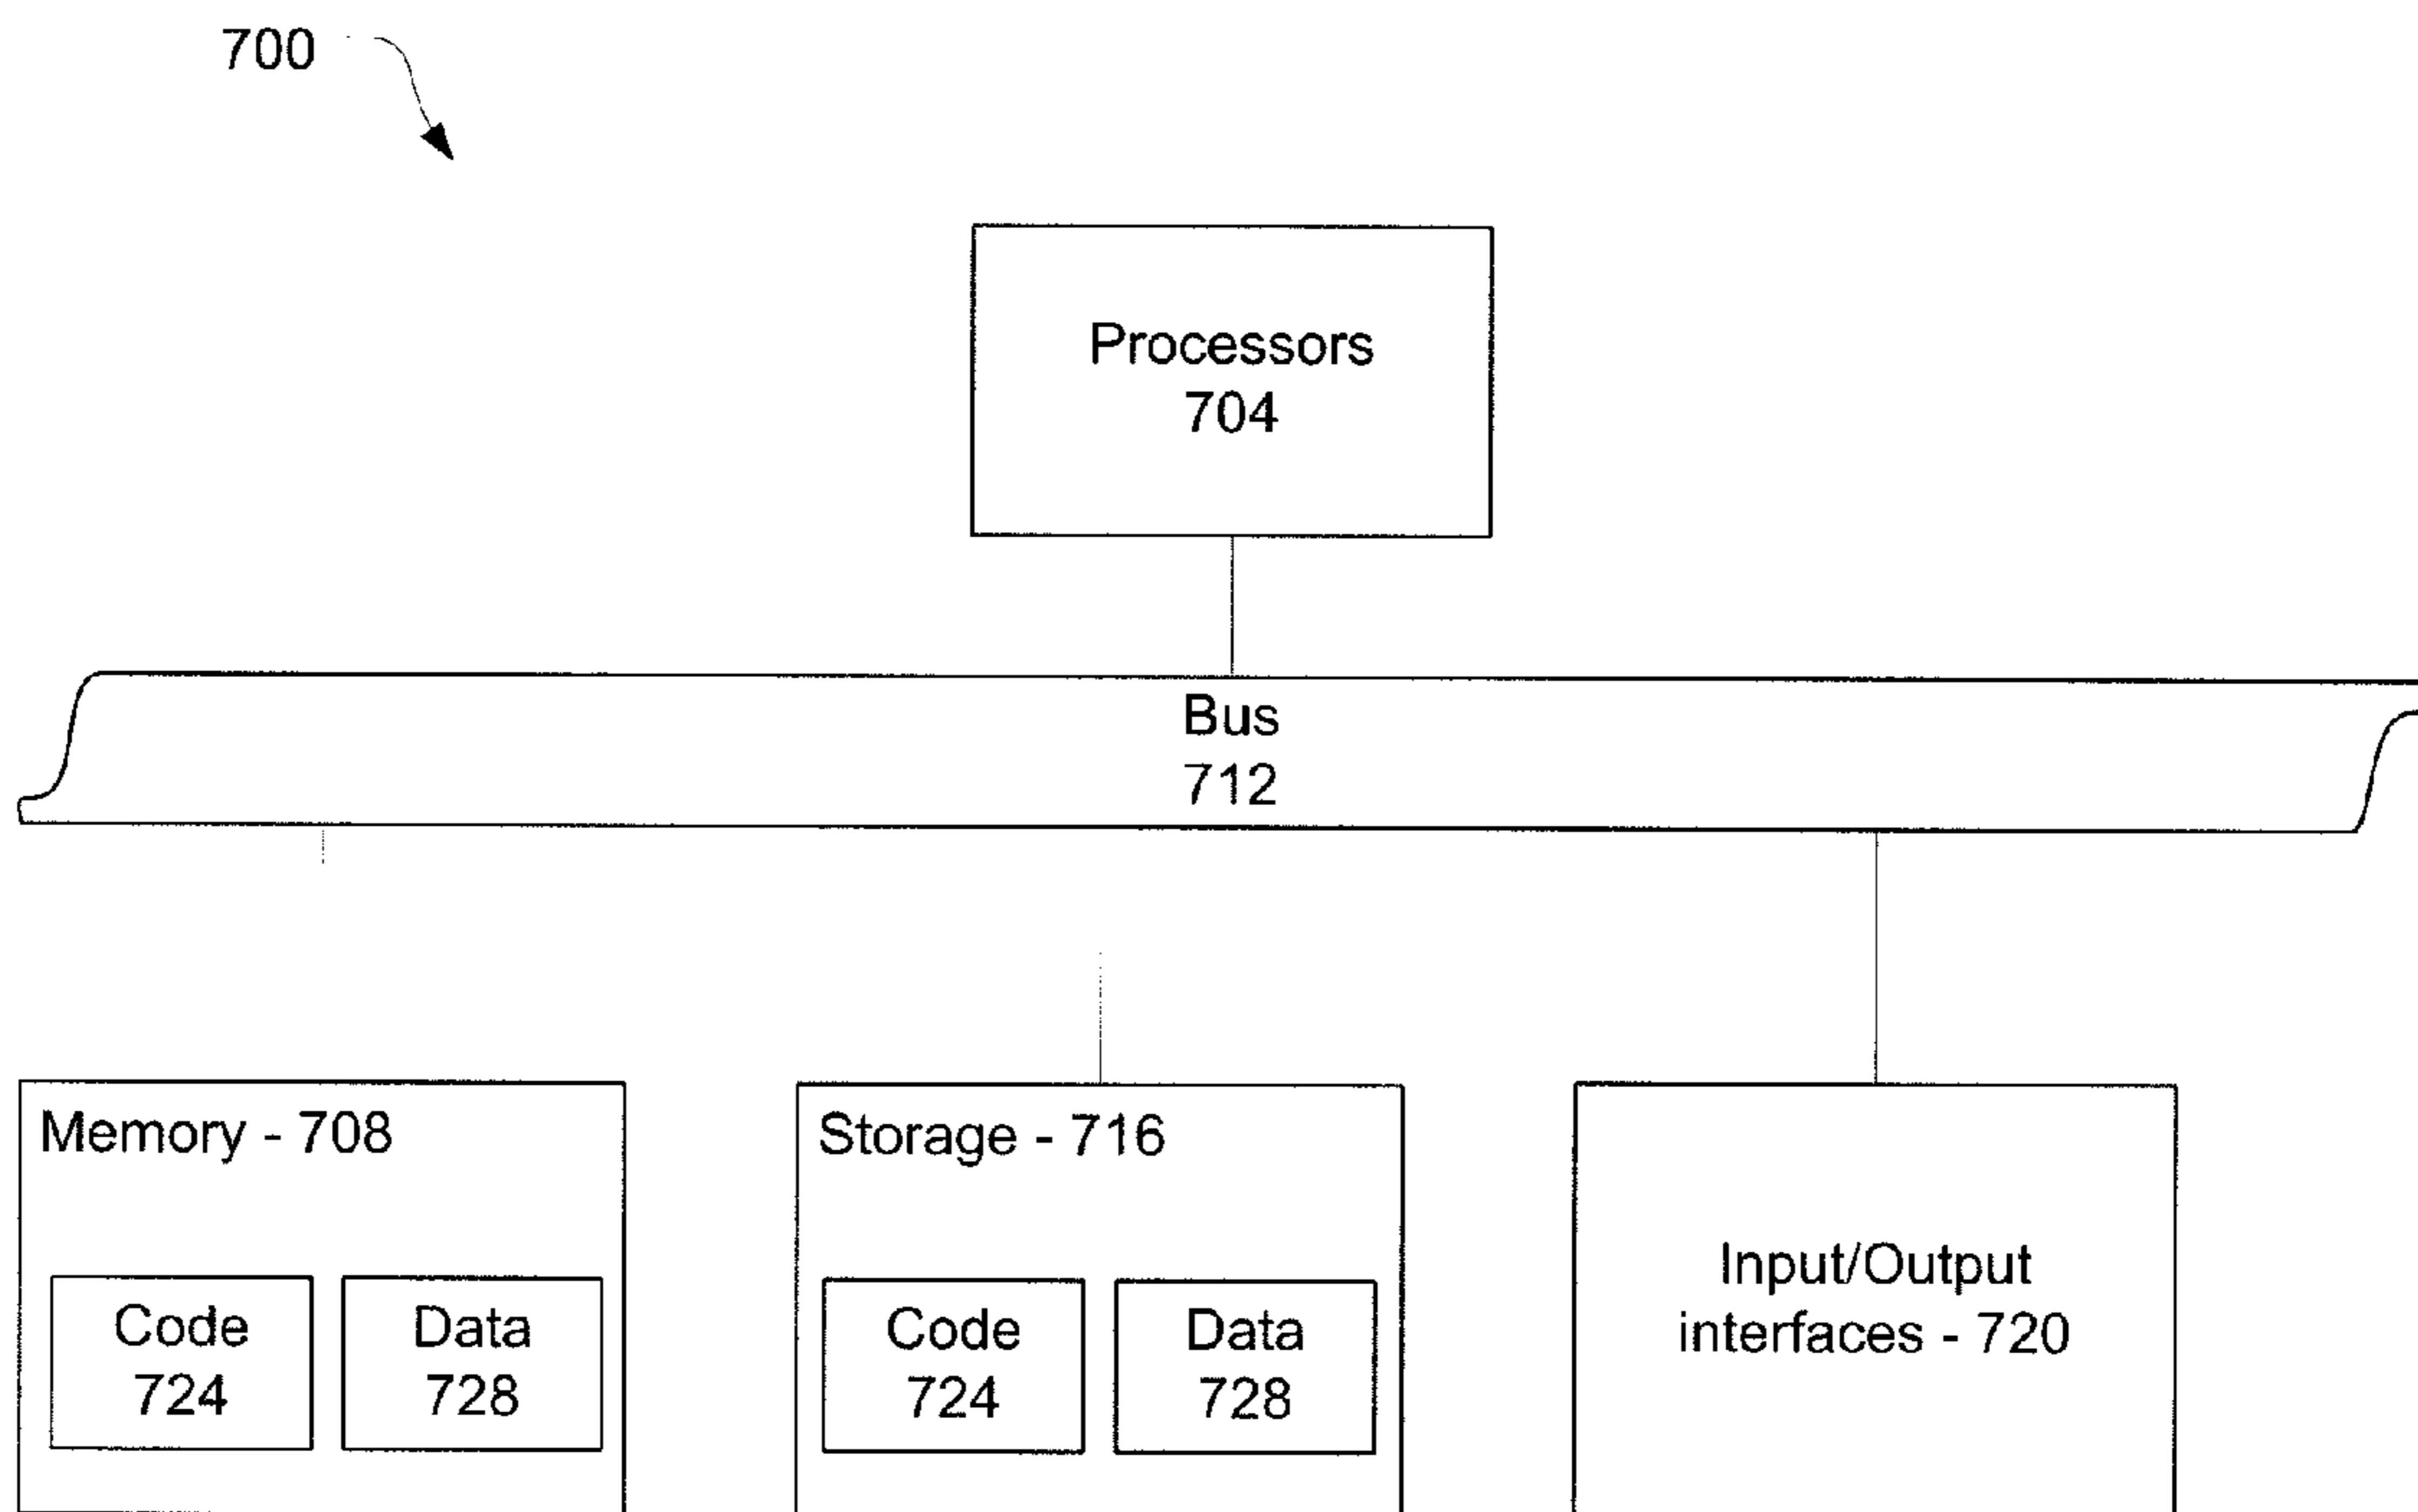 700
Processors
704
Bus
712
Memory - 708
Code
724
Data
728
Storage - 716
Code
724
Data
728
Input/Output
interfaces - 720